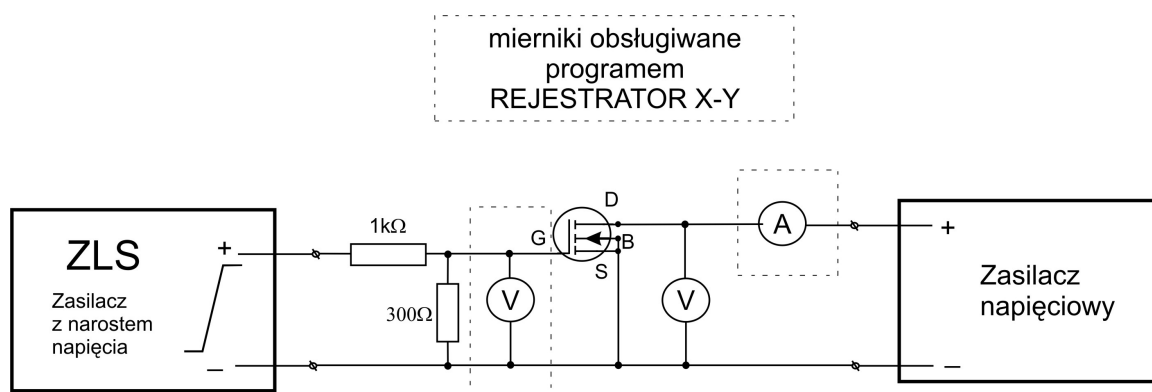 mierniki obsługiwane
programem
REJESTRATOR X-Y
ZLS
Zasilacz
z narostem
napięcia
+
–
1kΩ
300Ω
V
G
D
B
S
V
A
+
–
Zasilacz
napięciowy